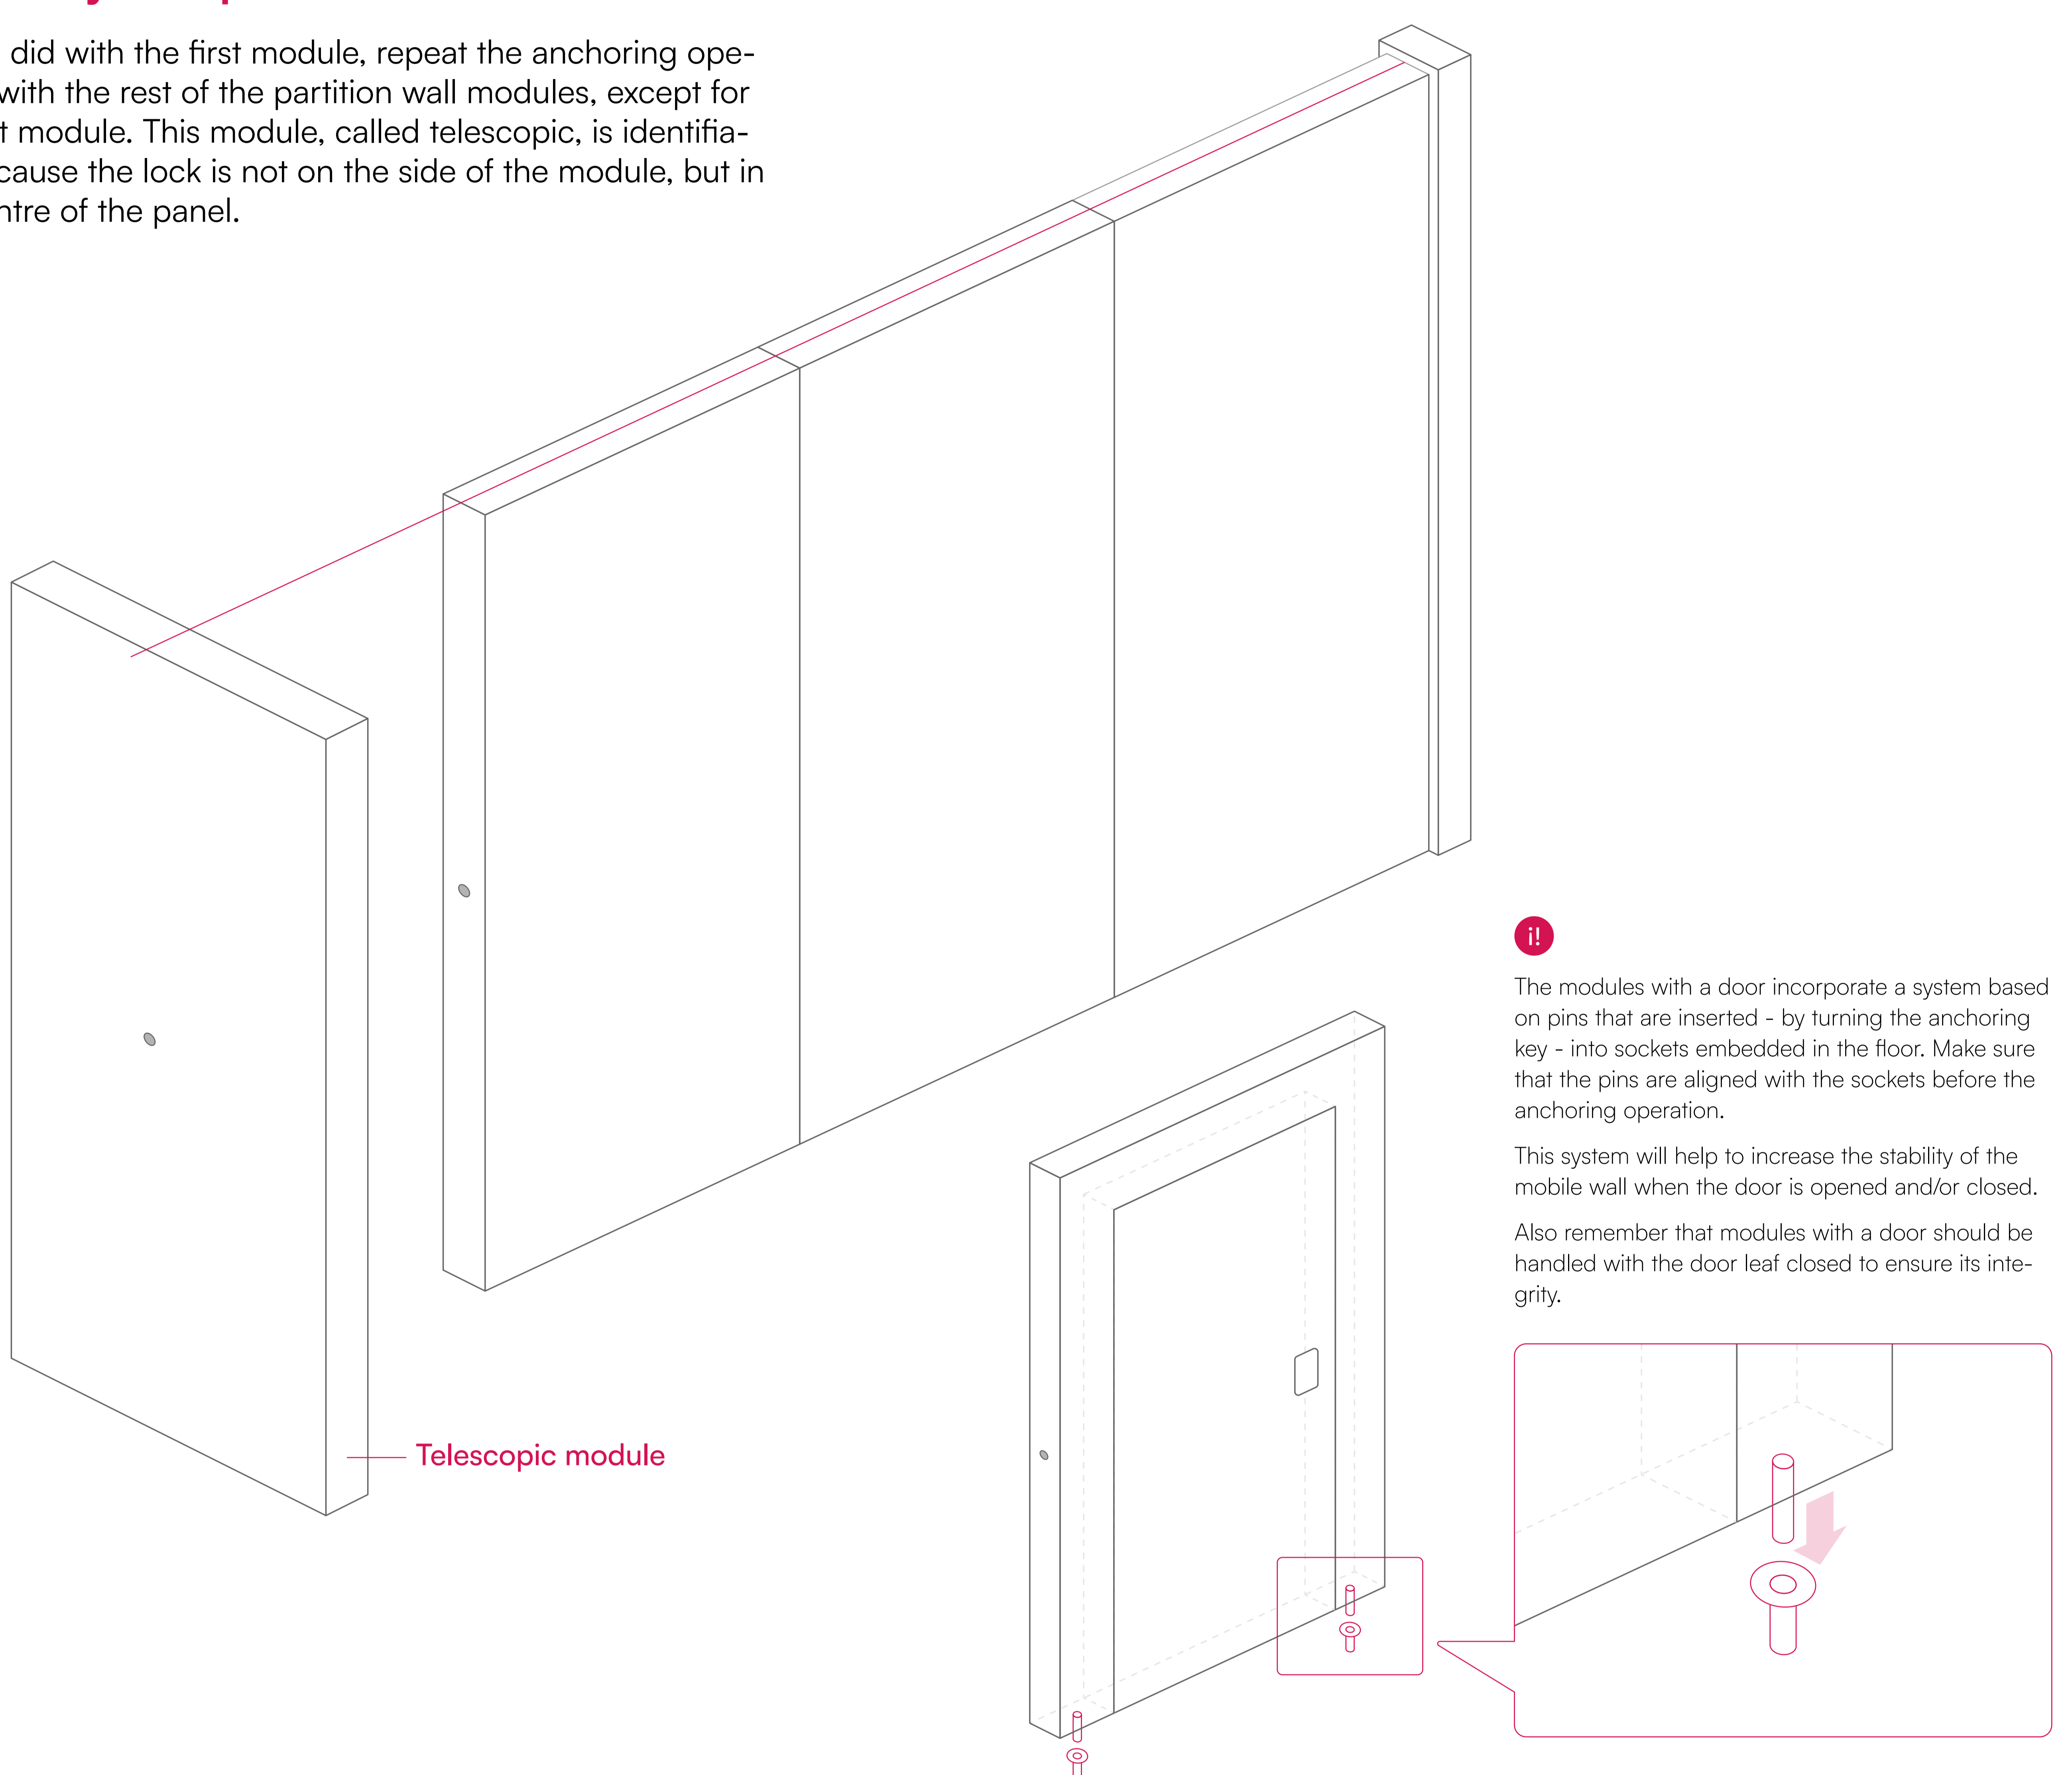 did with the first module, repeat the anchoring ope-
with the rest of the partition wall modules, except for
t module. This module, called telescopic, is identifia-
cause the lock is not on the side of the module, but in
ntre of the panel.
Telescopic module
¡!
The modules with a door incorporate a system based
on pins that are inserted - by turning the anchoring
key - into sockets embedded in the floor. Make sure
that the pins are aligned with the sockets before the
anchoring operation.
This system will help to increase the stability of the
mobile wall when the door is opened and/or closed.
Also remember that modules with a door should be
handled with the door leaf closed to ensure its inte-
grity.